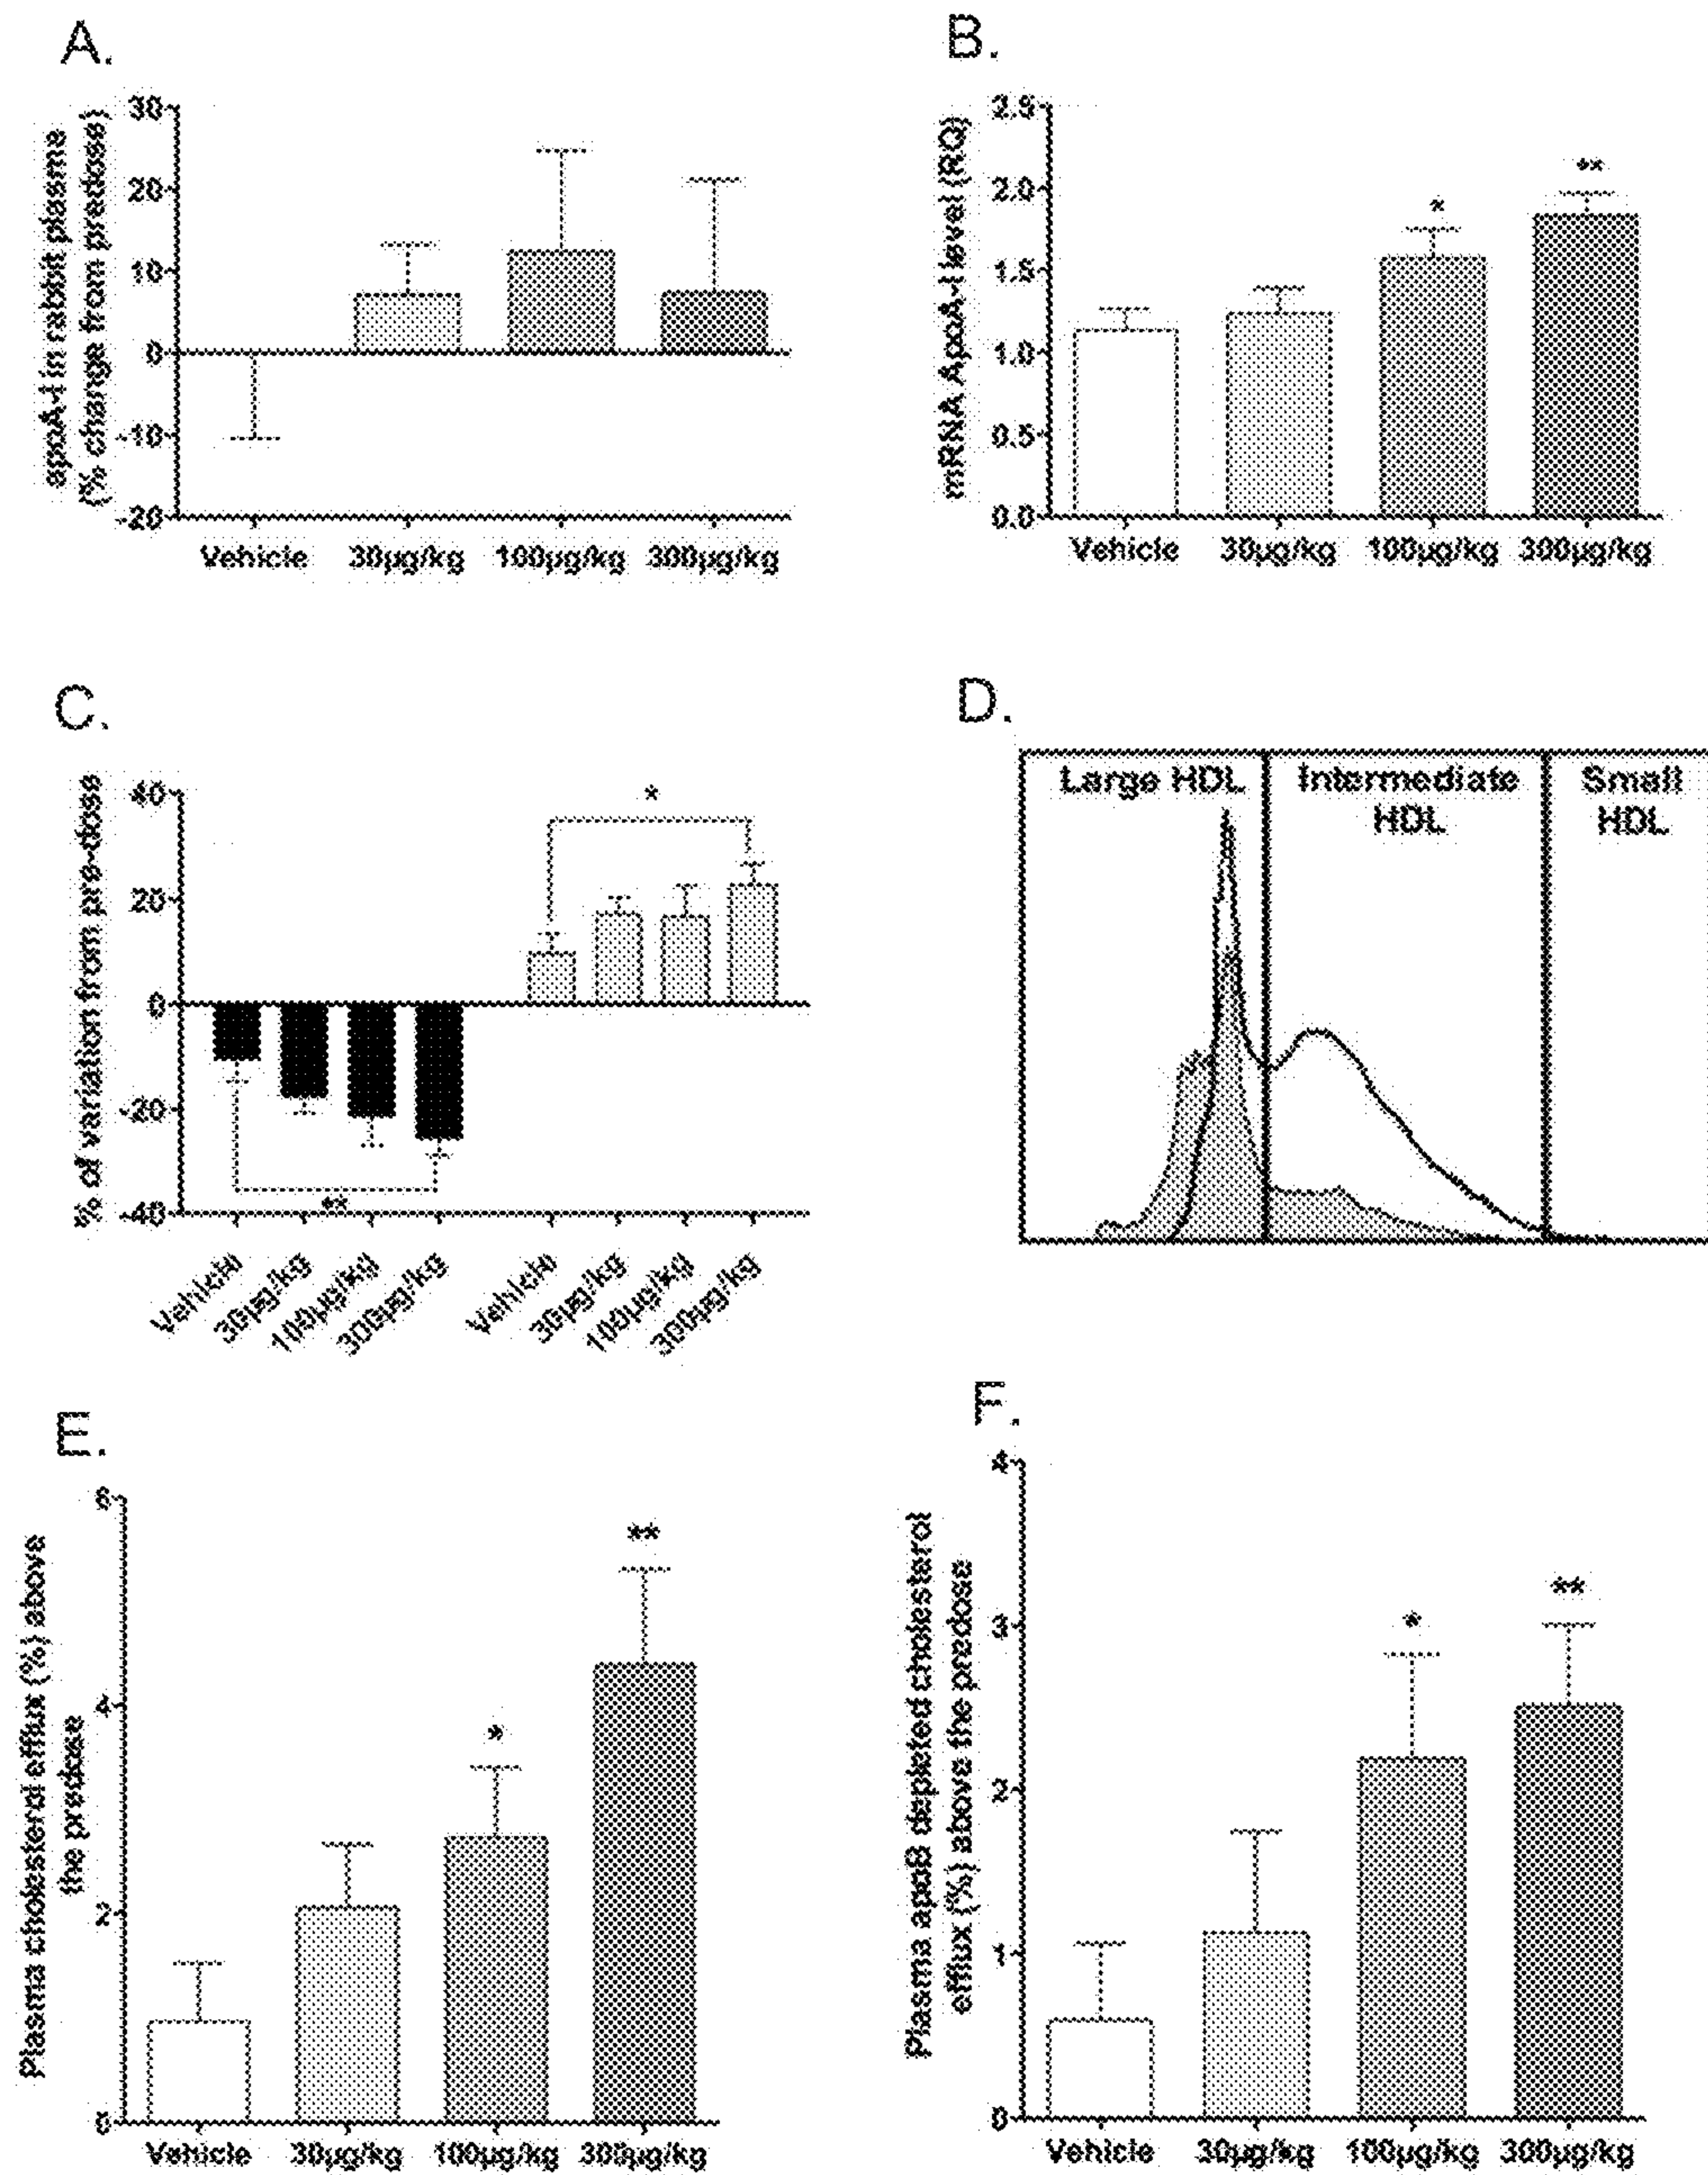 A.
apoA-I in rabbit plasma
(% change from predose)
30
20
10
0
-10
-20
Vehicle 30µg/kg 100µg/kg 300µg/kg
B.
mRNA ApoA-I level (RQ)
2.5
2.0
1.5
1.0
0.5
0.0
*
**
Vehicle 30µg/kg 100µg/kg 300µg/kg
C.
% of variation from pre-dose
40
20
0
-20
-40
*
**
Vehicle 30µg/kg 100µg/kg 300µg/kg Vehicle 30µg/kg 100µg/kg 300µg/kg
D.
Large HDL
Intermediate
HDL
Small
HDL
E.
Plasma cholesterol efflux (%) above
the predose
6
4
2
0
*
**
Vehicle 30µg/kg 100µg/kg 300µg/kg
F.
Plasma apoB depleted cholesterol
efflux (%) above the predose
4
3
2
1
0
*
**
Vehicle 30µg/kg 100µg/kg 300µg/kg